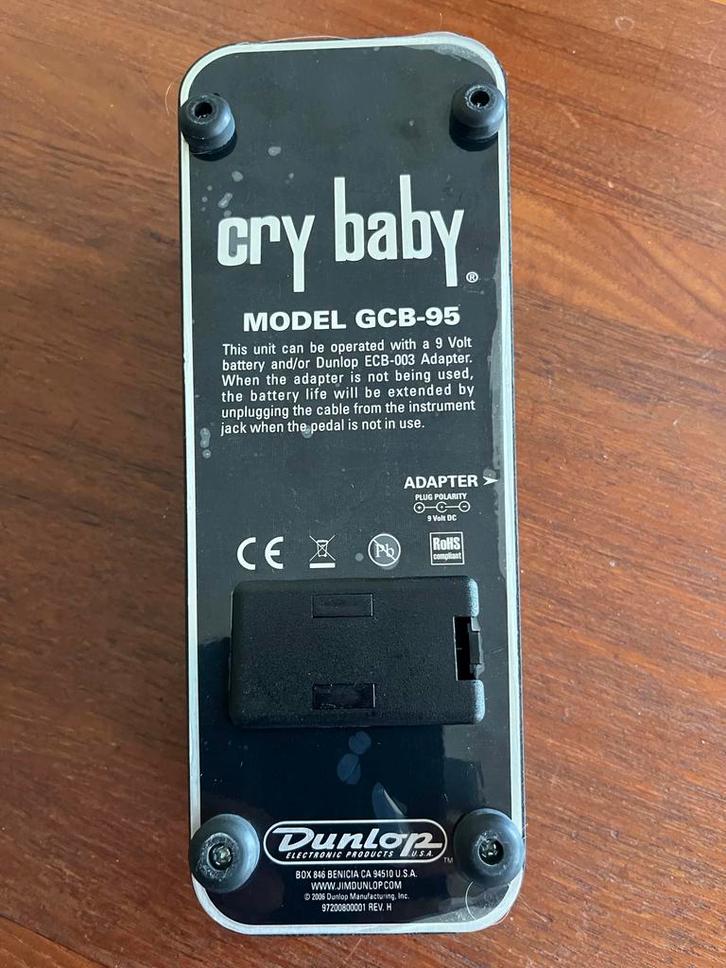 cry baby ®
MODEL GCB-95
This unit can be operated with a 9 Volt
battery and/or Dunlop ECB-003 Adapter.
When the adapter is not being used,
the battery life will be extended by
unplugging the cable from the instrument
jack when the pedal is not in use.
ADAPTER ➤
PLUG POLARITY
9 Volt DC
CE
Pb
RoHS
compliant
Dunlop
ELECTRONIC PRODUCTS U.S.A. ™
BOX 846 BENICIA CA 94510 U.S.A.
WWW.JIMDUNLOP.COM
© 2006 Dunlop Manufacturing, Inc.
97200800001 REV. H